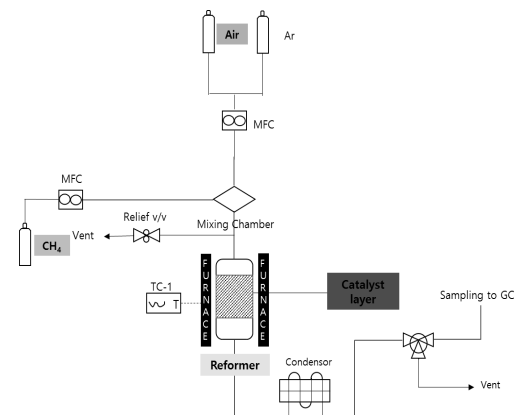 Air
Ar
MFC
MFC
Relief v/v
Mixing Chamber
Vent
CH₄
FURNACE
FURNACE
TC-1
T
Catalyst
layer
Sampling to GC
Reformer
Condensor
Vent